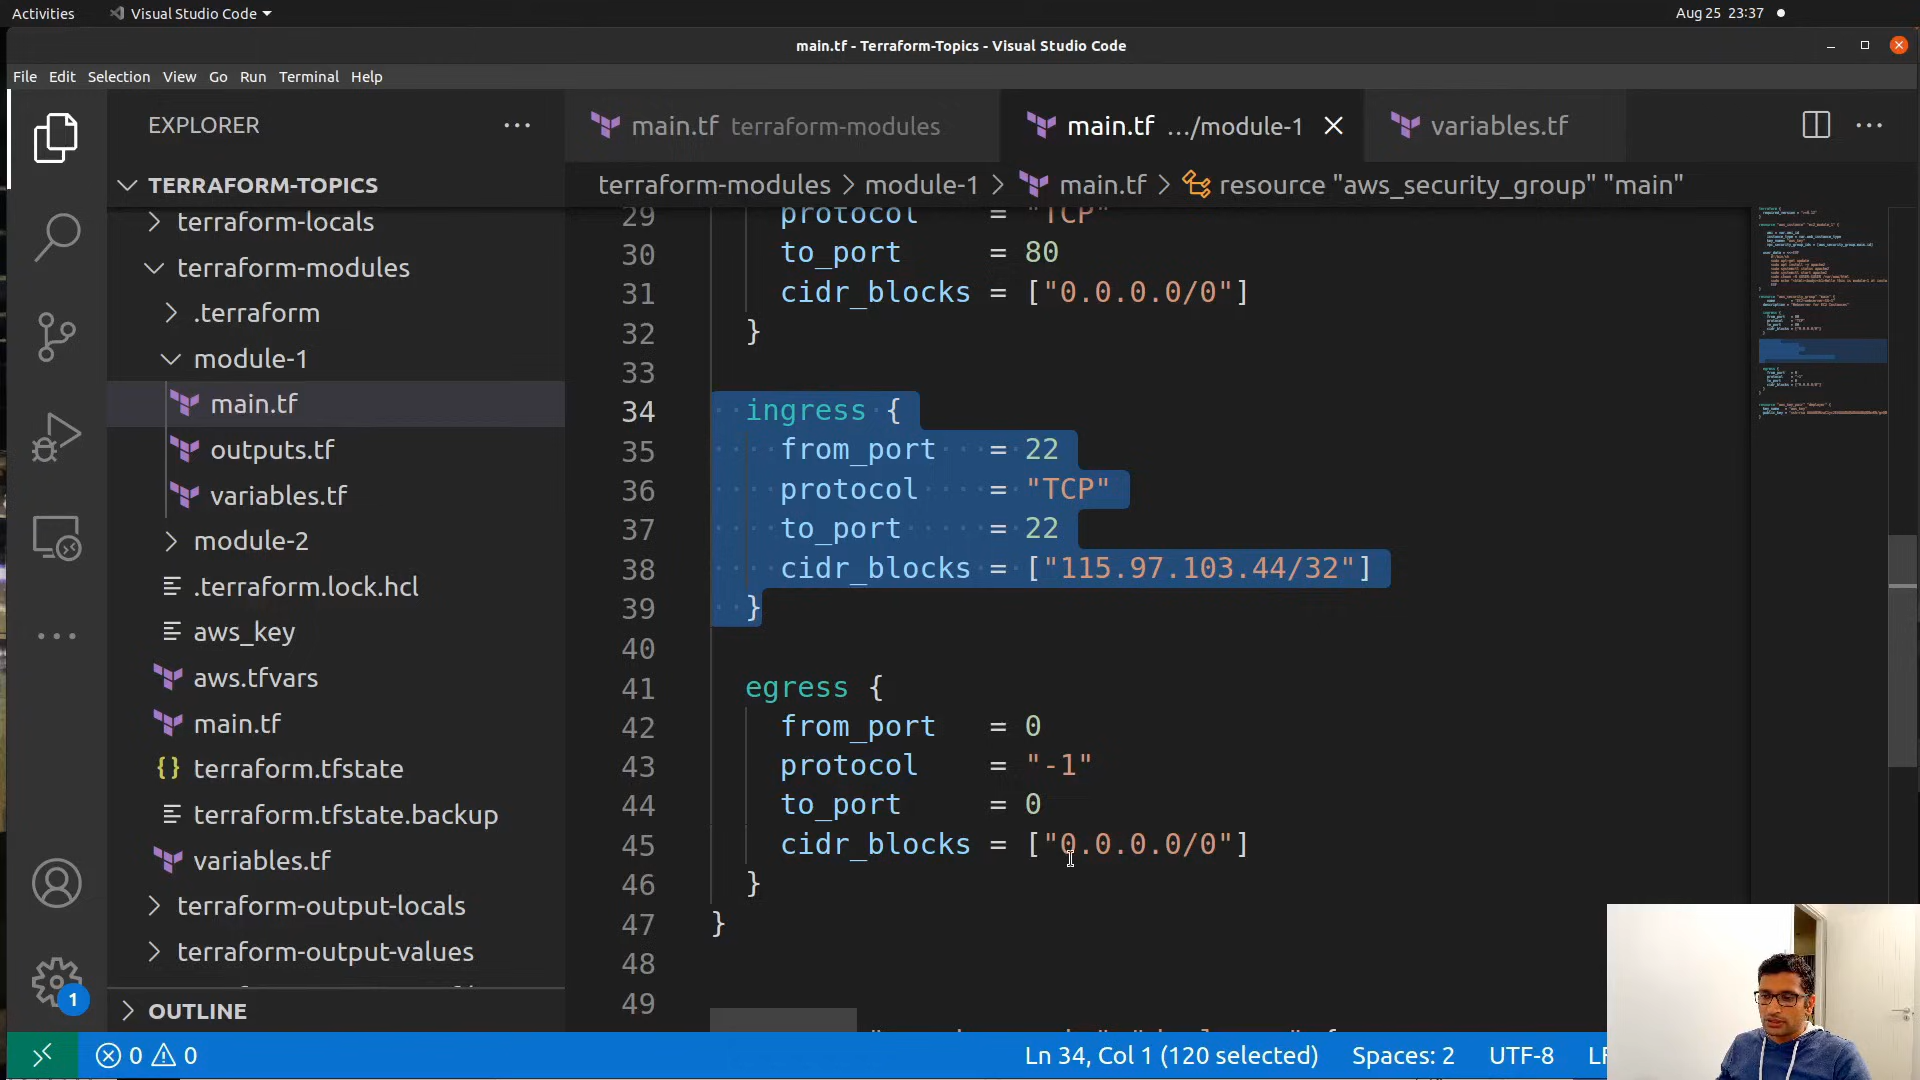 Activities
Visual Studio Code
Aug 25 23:37
main.tf - Terraform-Topics - Visual Studio Code
File Edit Selection View Go Run Terminal Help
EXPLORER
main.tf terraform-modules
main.tf .../module-1
variables.tf
TERRAFORM-TOPICS
terraform-modules > module-1 > main.tf > resource "aws_security_group" "main"
terraform-locals
terraform-modules
.terraform
module-1
main.tf
outputs.tf
variables.tf
module-2
.terraform.lock.hcl
aws_key
aws.tfvars
main.tf
{} terraform.tfstate
terraform.tfstate.backup
variables.tf
terraform-output-locals
terraform-output-values
OUTLINE
1
29 protocol = "TCP"
30 to_port = 80
31 cidr_blocks = ["0.0.0.0/0"]
32 }
33
34 ingress {
35 from_port = 22
36 protocol = "TCP"
37 to_port = 22
38 cidr_blocks = ["115.97.103.44/32"]
39 }
40
41 egress {
42 from_port = 0
43 protocol = "-1"
44 to_port = 0
45 cidr_blocks = ["0.0.0.0/0"]
46 }
47 }
48
49
0 0
Ln 34, Col 1 (120 selected) Spaces: 2 UTF-8 LF